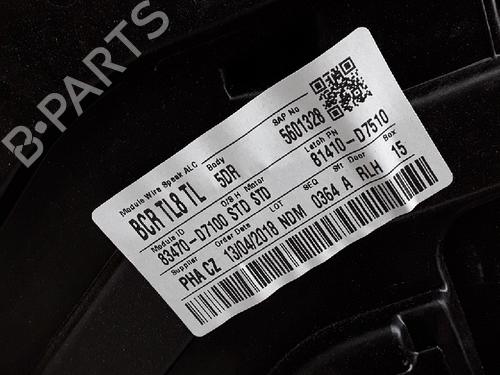 B-PARTS
Module Wire Speak ALC Body SAP No
BCR TL8 TL 5DR 5601328
Module ID O/S M Motor Latch PN
83470-D7100 STD STD 81410-D7510
Supplier Order Date LOT SEQ Sft Door Box
PHA CZ 13/04/2018 NDM 0364 A RLH 15